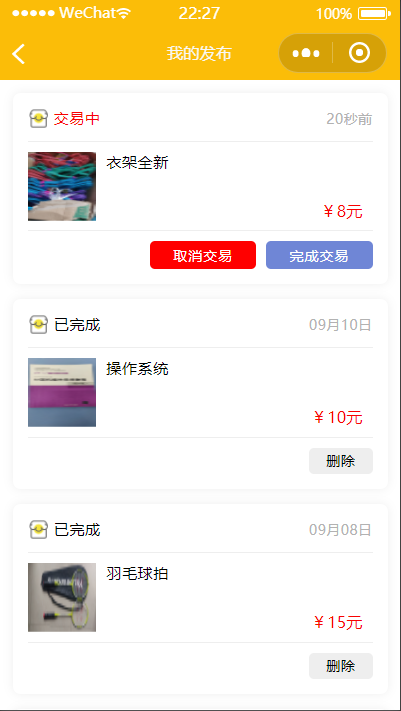 WeChat 22:27 100%
我的发布
交易中 20秒前
衣架全新
￥8元
取消交易 完成交易
已完成 09月10日
操作系统
￥10元
删除
已完成 09月08日
羽毛球拍
￥15元
删除